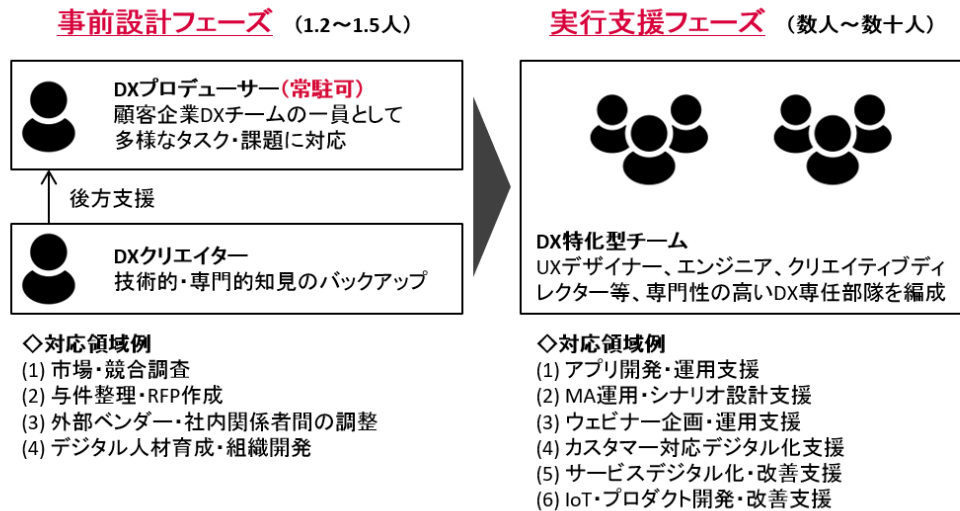 事前設計フェーズ (1.2～1.5人)
DXプロデューサー(常駐可)
顧客企業DXチームの一員として
多様なタスク・課題に対応
後方支援
DXクリエイター
技術的・専門的知見のバックアップ
◇対応領域例
(1) 市場・競合調査
(2) 与件整理・RFP作成
(3) 外部ベンダー・社内関係者間の調整
(4) デジタル人材育成・組織開発
実行支援フェーズ (数人～数十人)
DX特化型チーム
UXデザイナー、エンジニア、クリエイティブディ
レクター等、専門性の高いDX専任部隊を編成
◇対応領域例
(1) アプリ開発・運用支援
(2) MA運用・シナリオ設計支援
(3) ウェビナー企画・運用支援
(4) カスタマー対応デジタル化支援
(5) サービスデジタル化・改善支援
(6) IoT・プロダクト開発・改善支援